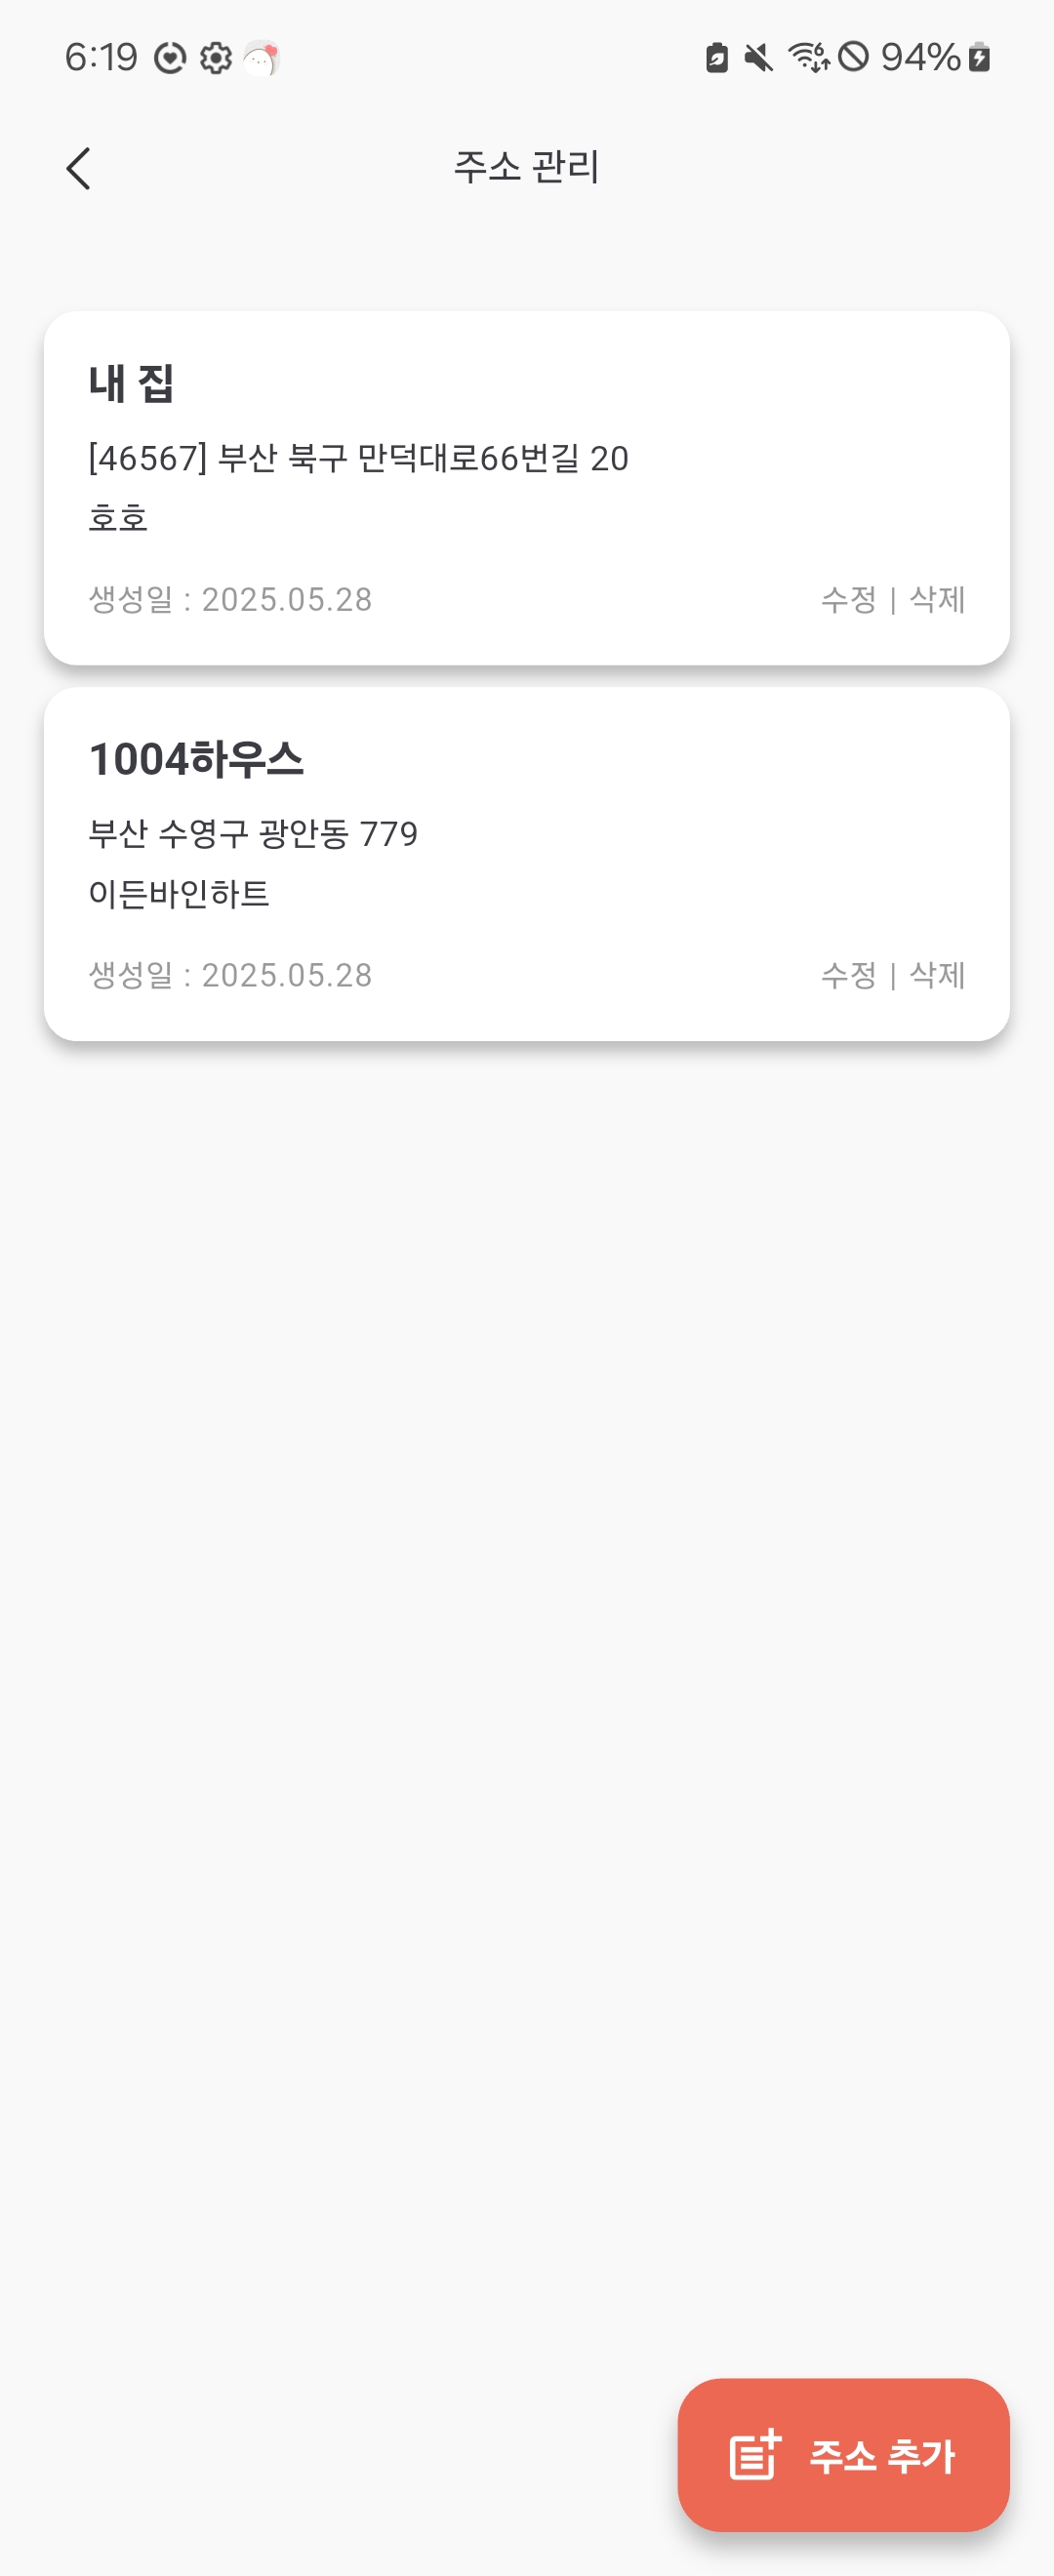 6:19 94%
주소 관리
내 집
[46567] 부산 북구 만덕대로66번길 20
호호
생성일 : 2025.05.28 수정 | 삭제
1004하우스
부산 수영구 광안동 779
이든바인하트
생성일 : 2025.05.28 수정 | 삭제
주소 추가